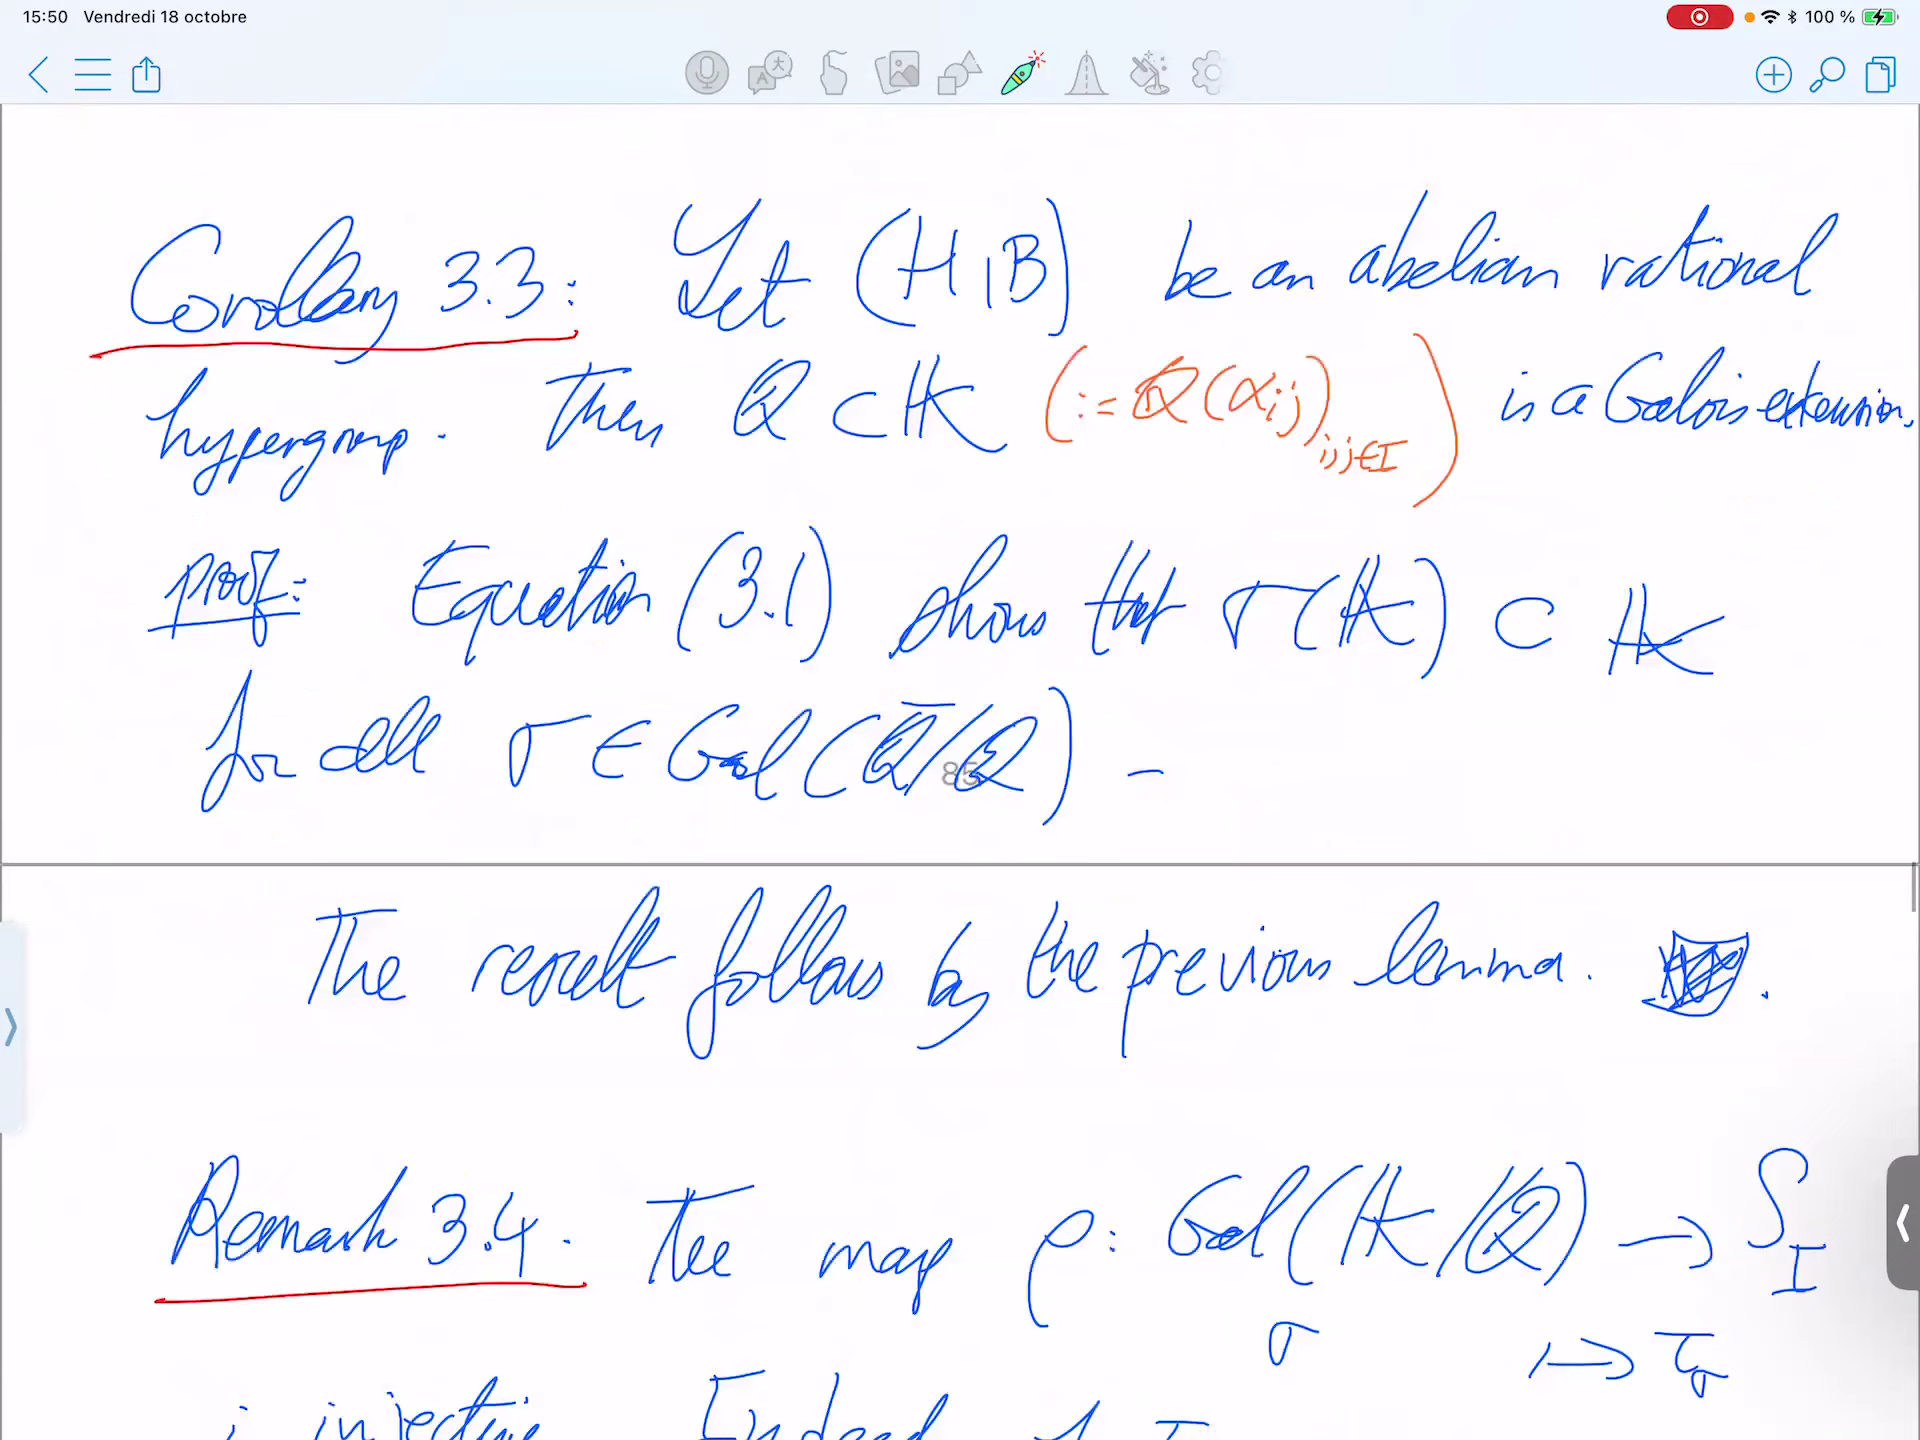 15:50 Vendredi 18 octobre 100 %
Corollary 3.3: Let (H,B) be an abelian rational
hypergroup. Then ℚ ⊂ 𝕂 (:= ℚ(αij)i,j∈I) is a Galois extension.
proof: Equation (3.1) shows that σ(𝕂) ⊂ 𝕂
for all σ ∈ Gal(ℚ̄/ℚ) –
85
The result follows by the previous lemma.
Remark 3.4. The map ρ: Gal(𝕂/ℚ) → S_I
σ ↦ τ_σ
injective